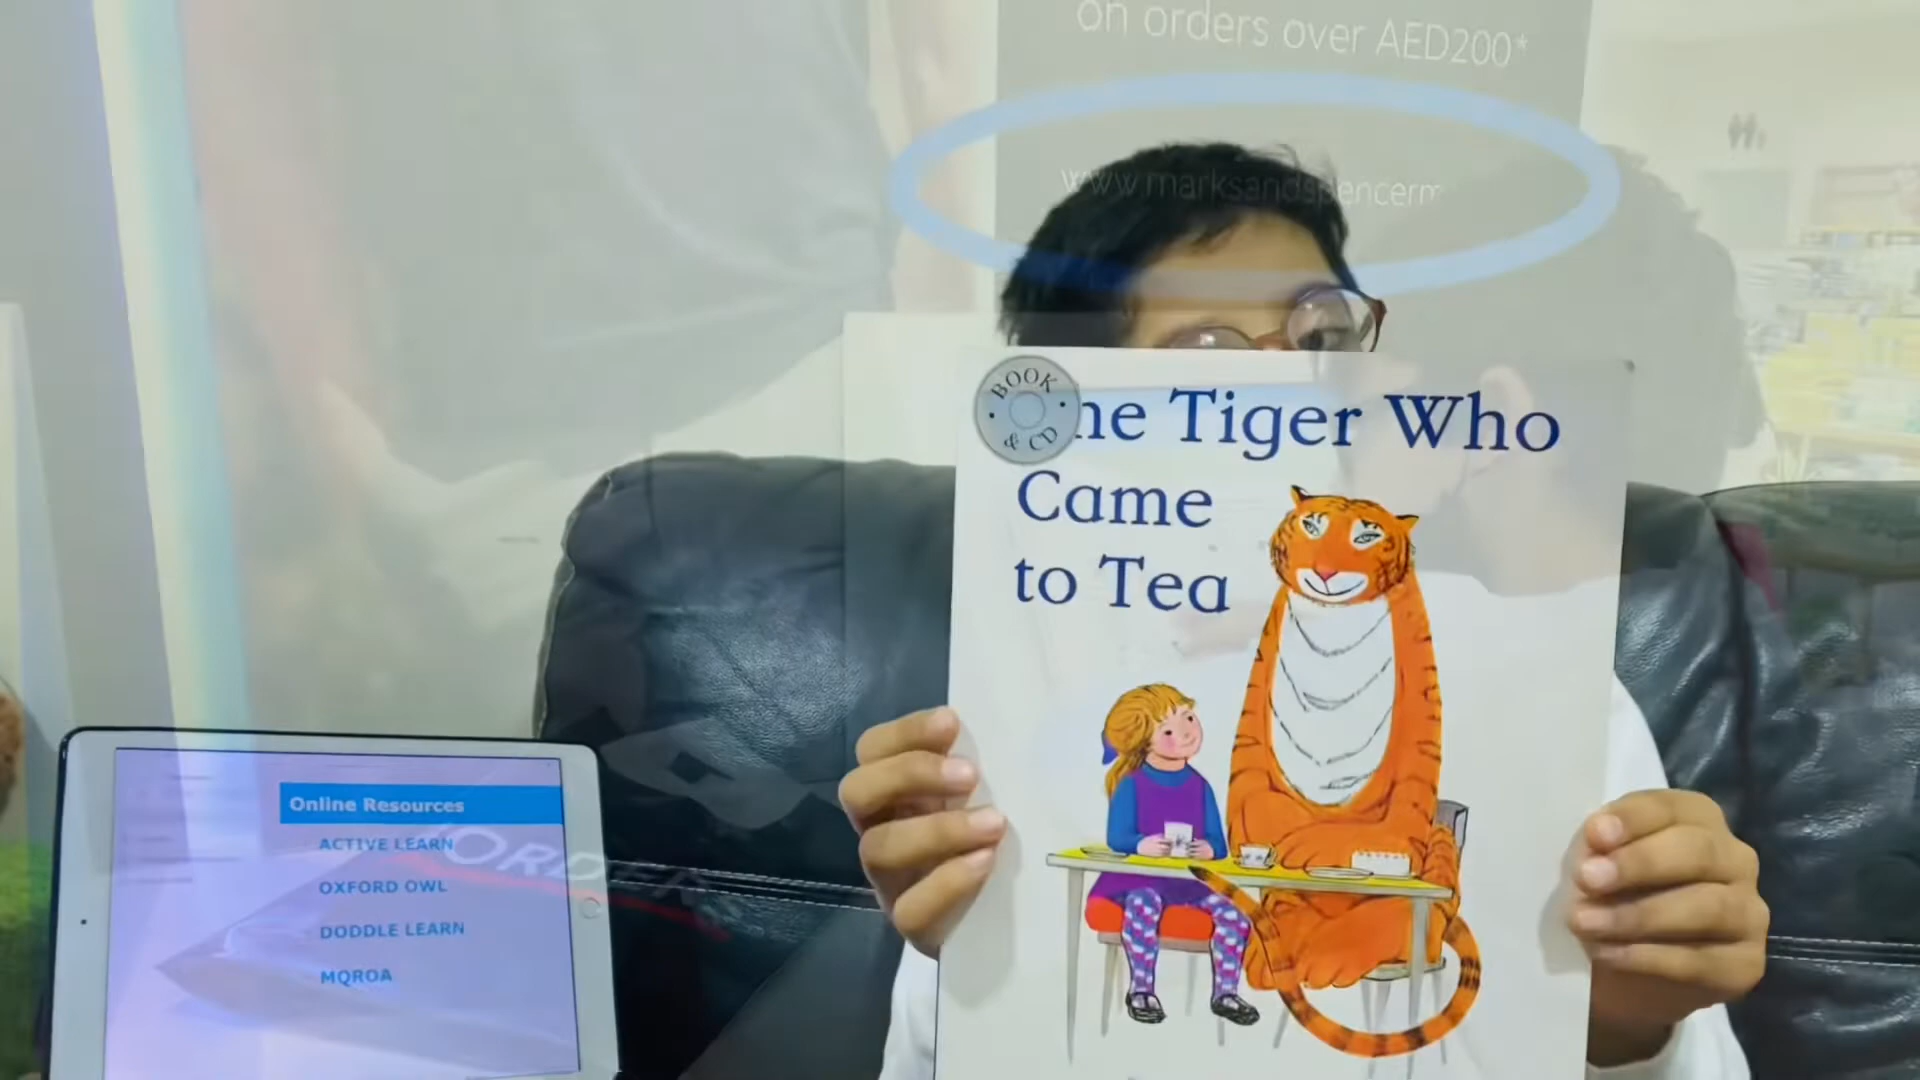 on orders over AED200*
www.marksandspencerm
BOOK
& CD
he Tiger Who
Came
to Tea
Online Resources
ACTIVE LEARN
OXFORD OWL
DODDLE LEARN
MQROA
ORDER